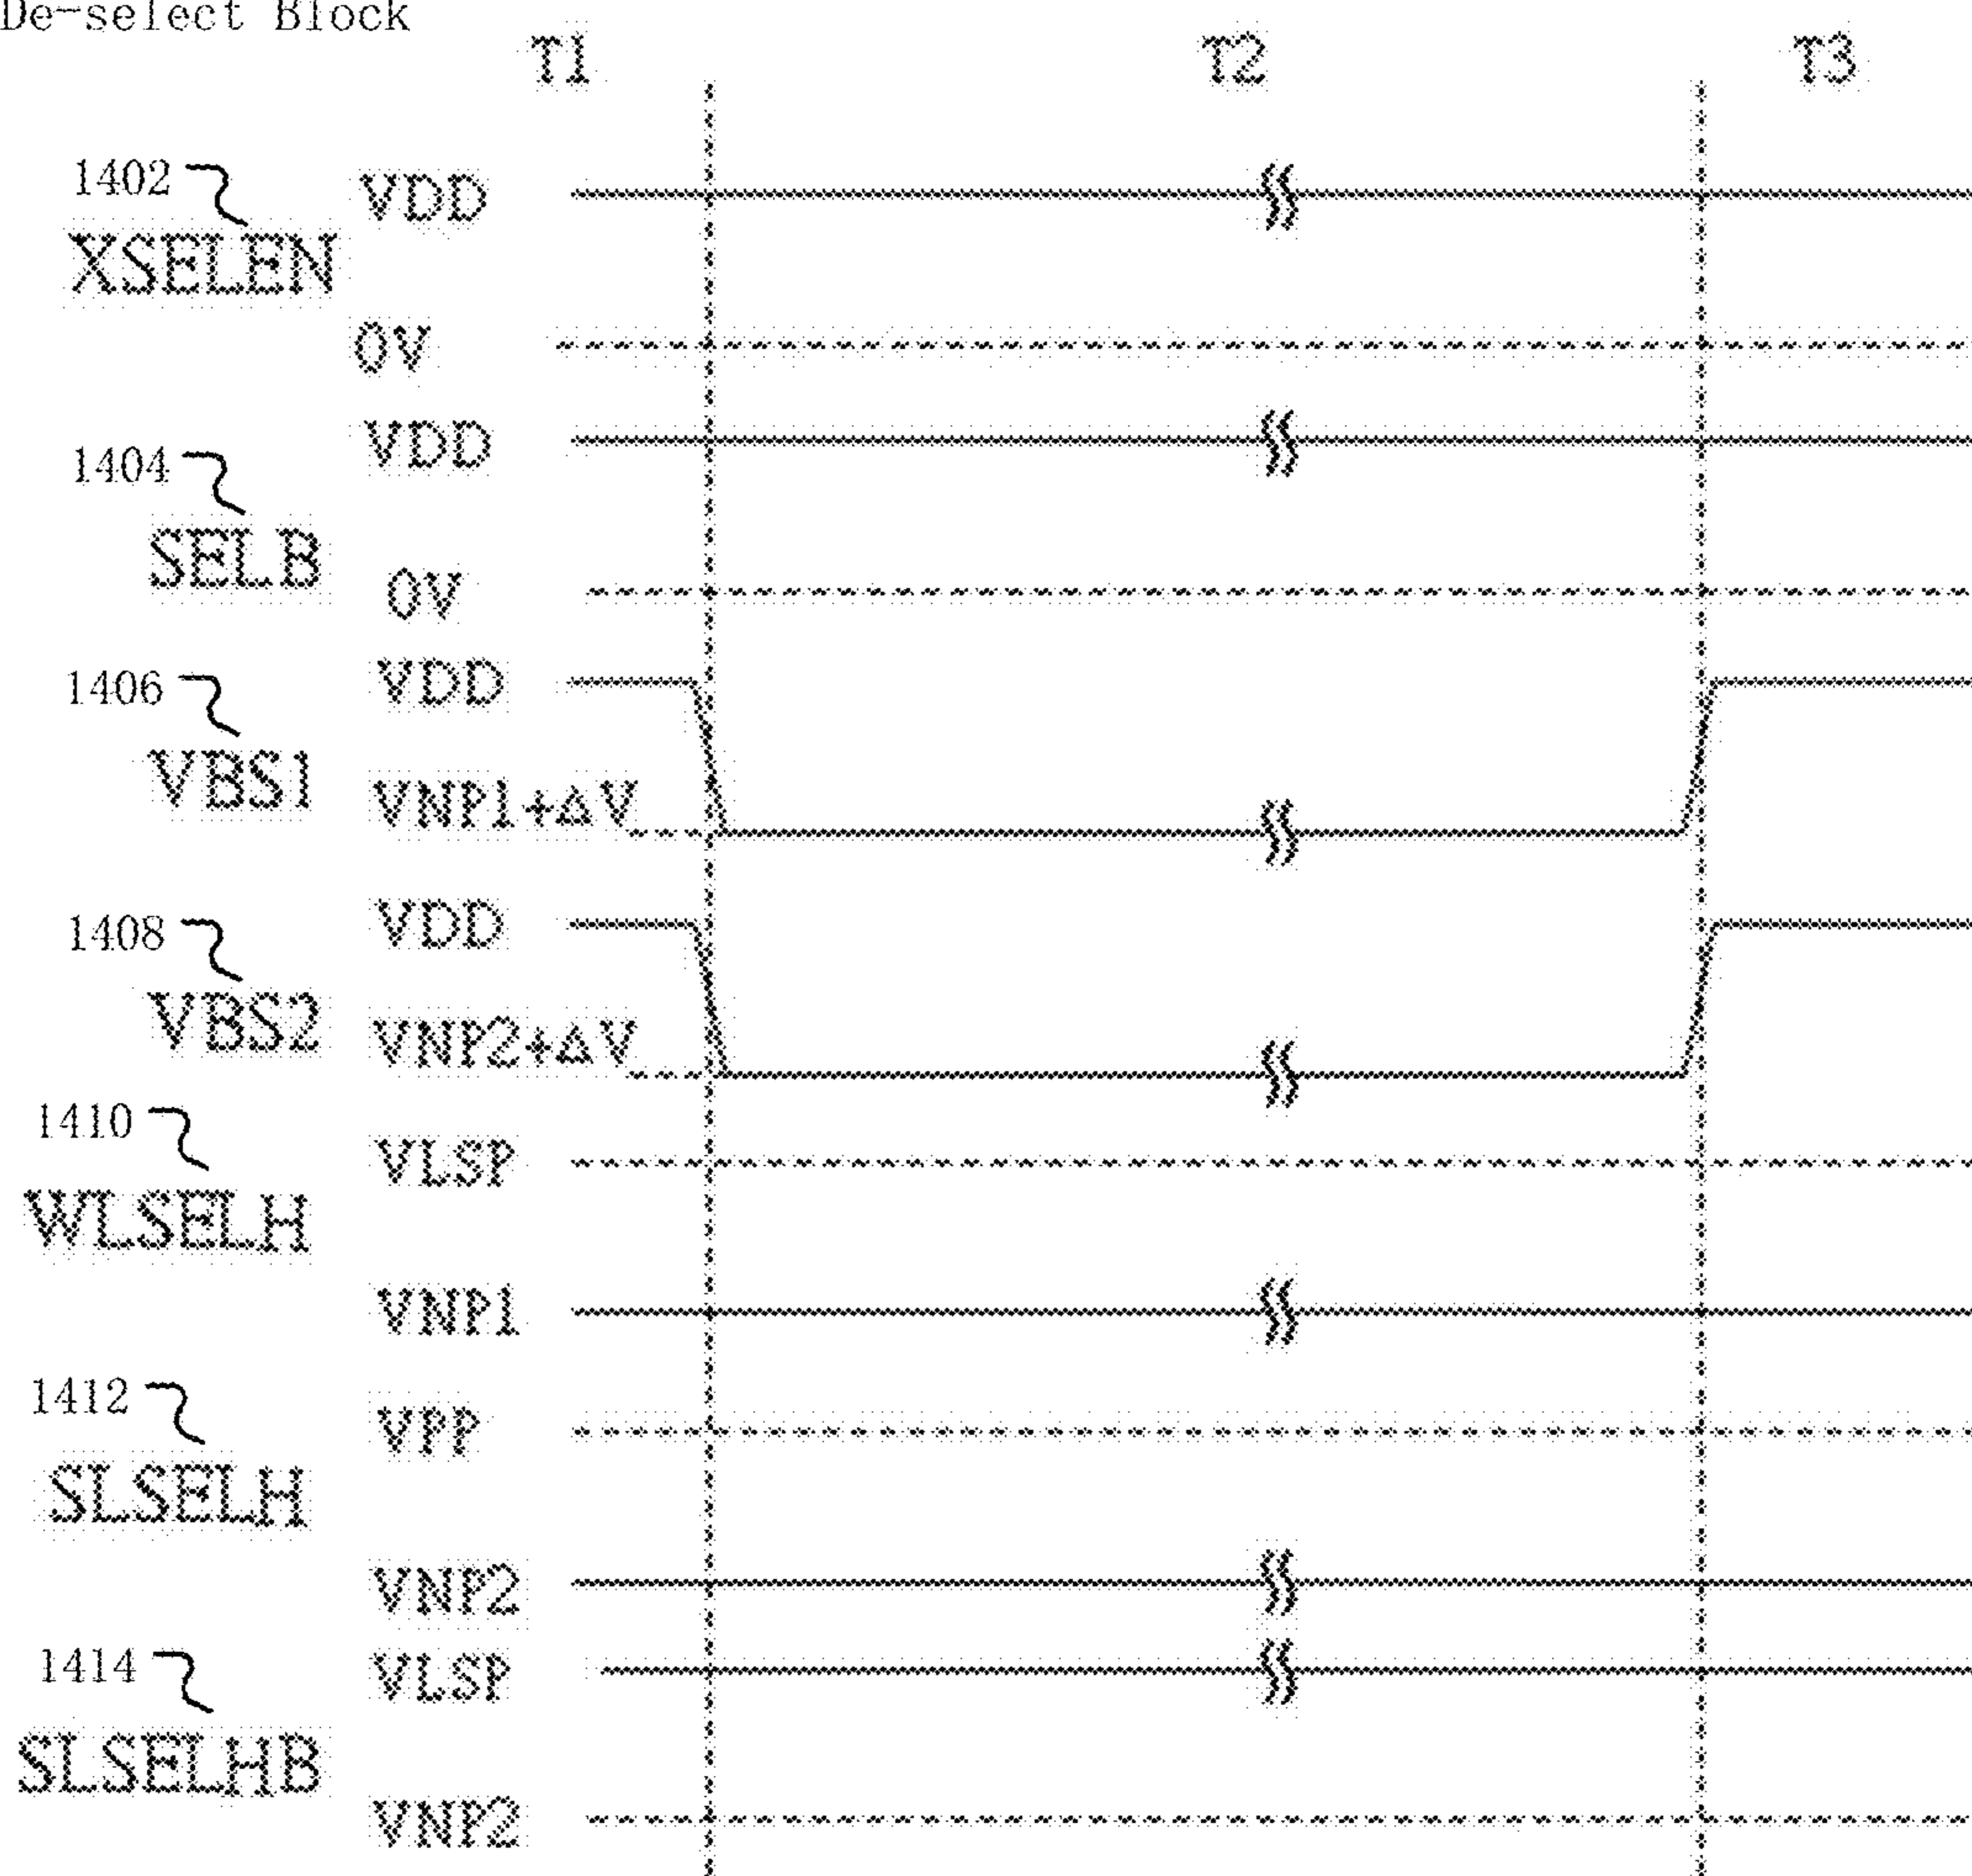 De-select Block
T1 T2 T3
1402
VDD
XSELEN
0V
VDD
1404
SELB
0V
1406
VDD
VBS1
VNP1+ΔV
1408
VDD
VBS2
VNP2+ΔV
1410
VLSP
WLSELH
VNP1
1412
VPP
SLSELH
VNP2
1414
VLSP
SLSELHB
VNP2